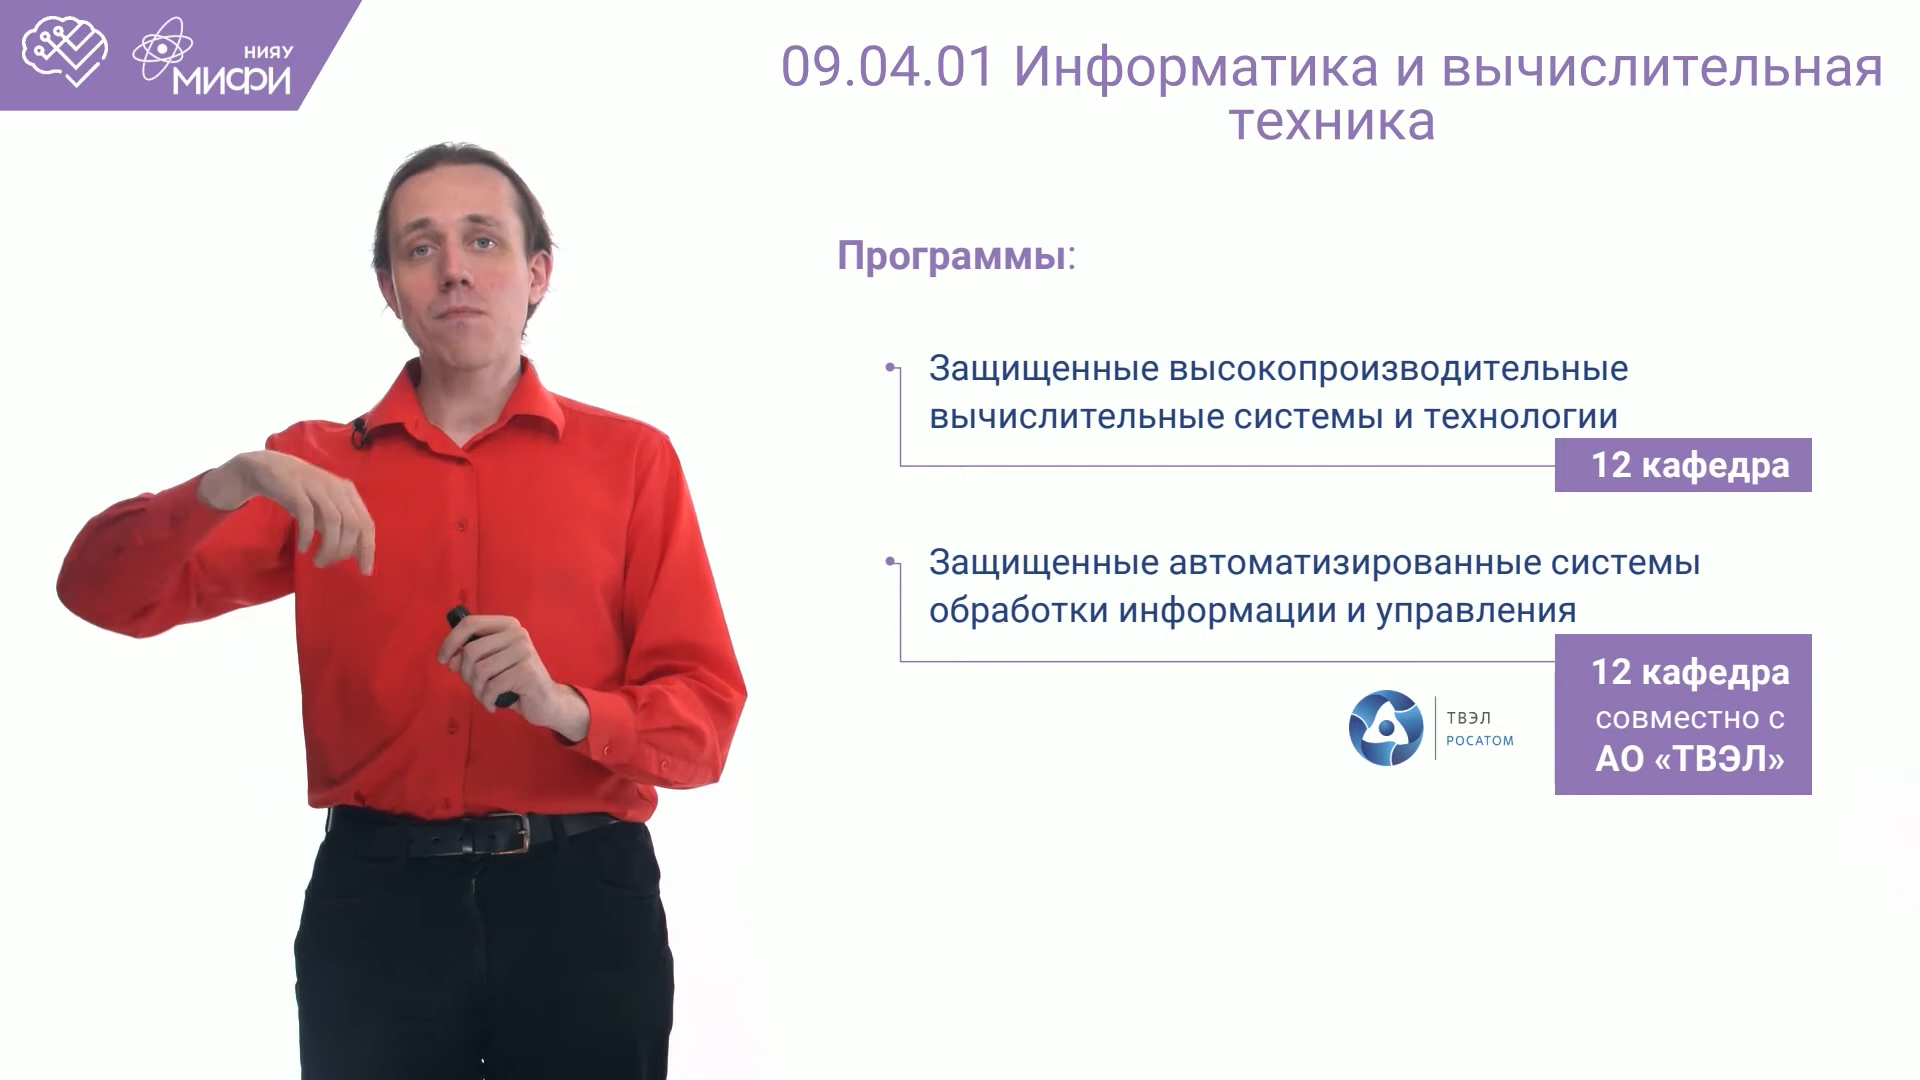 НИЯУ
МИФИ
09.04.01 Информатика и вычислительная
техника
Программы:
Защищенные высокопроизводительные
вычислительные системы и технологии
12 кафедра
Защищенные автоматизированные системы
обработки информации и управления
12 кафедра
совместно с
АО «ТВЭЛ»
ТВЭЛ
РОСАТОМ